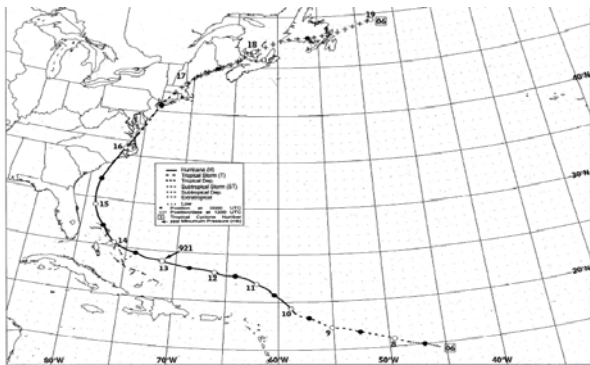 19
06
18
17
40°N
16
Hurricane (H)
Tropical Storm (T)
Tropical Dep.
Subtropical Storm (ST)
Subtropical Dep.
Extratropical
Low
Position at 0000 UTC
Position/date at 1200 UTC
Tropical Cyclone Number
Minimum Pressure (mb)
30°N
15
14
921
13
20°N
12
11
10
9
8
06
80°W
70°W
60°W
50°W
40°W